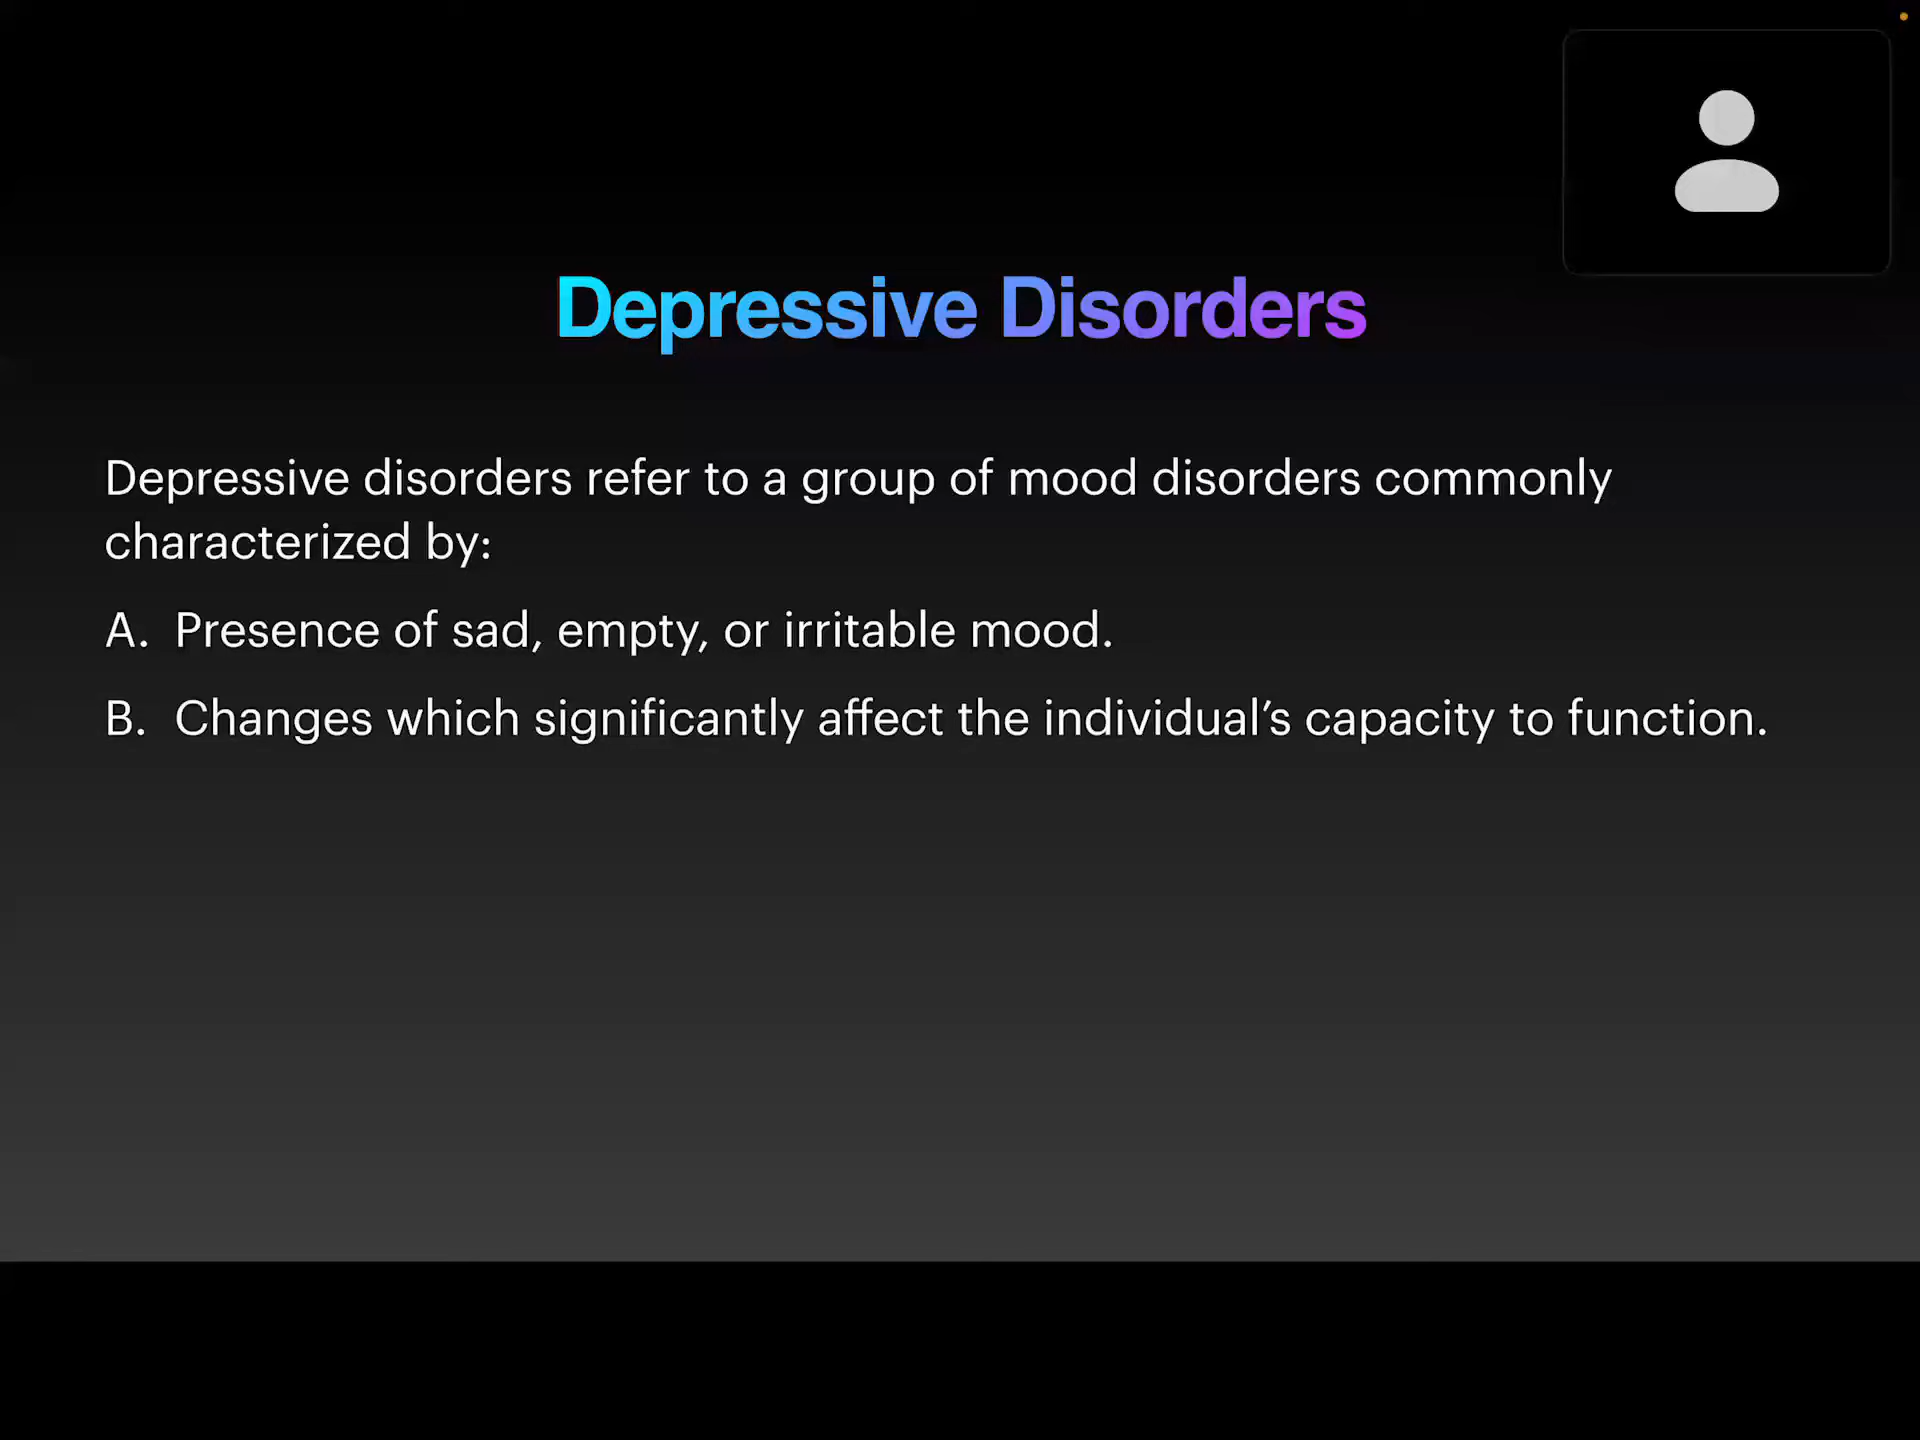 Depressive Disorders
Depressive disorders refer to a group of mood disorders commonly
characterized by:
A. Presence of sad, empty, or irritable mood.
B. Changes which significantly affect the individual’s capacity to function.